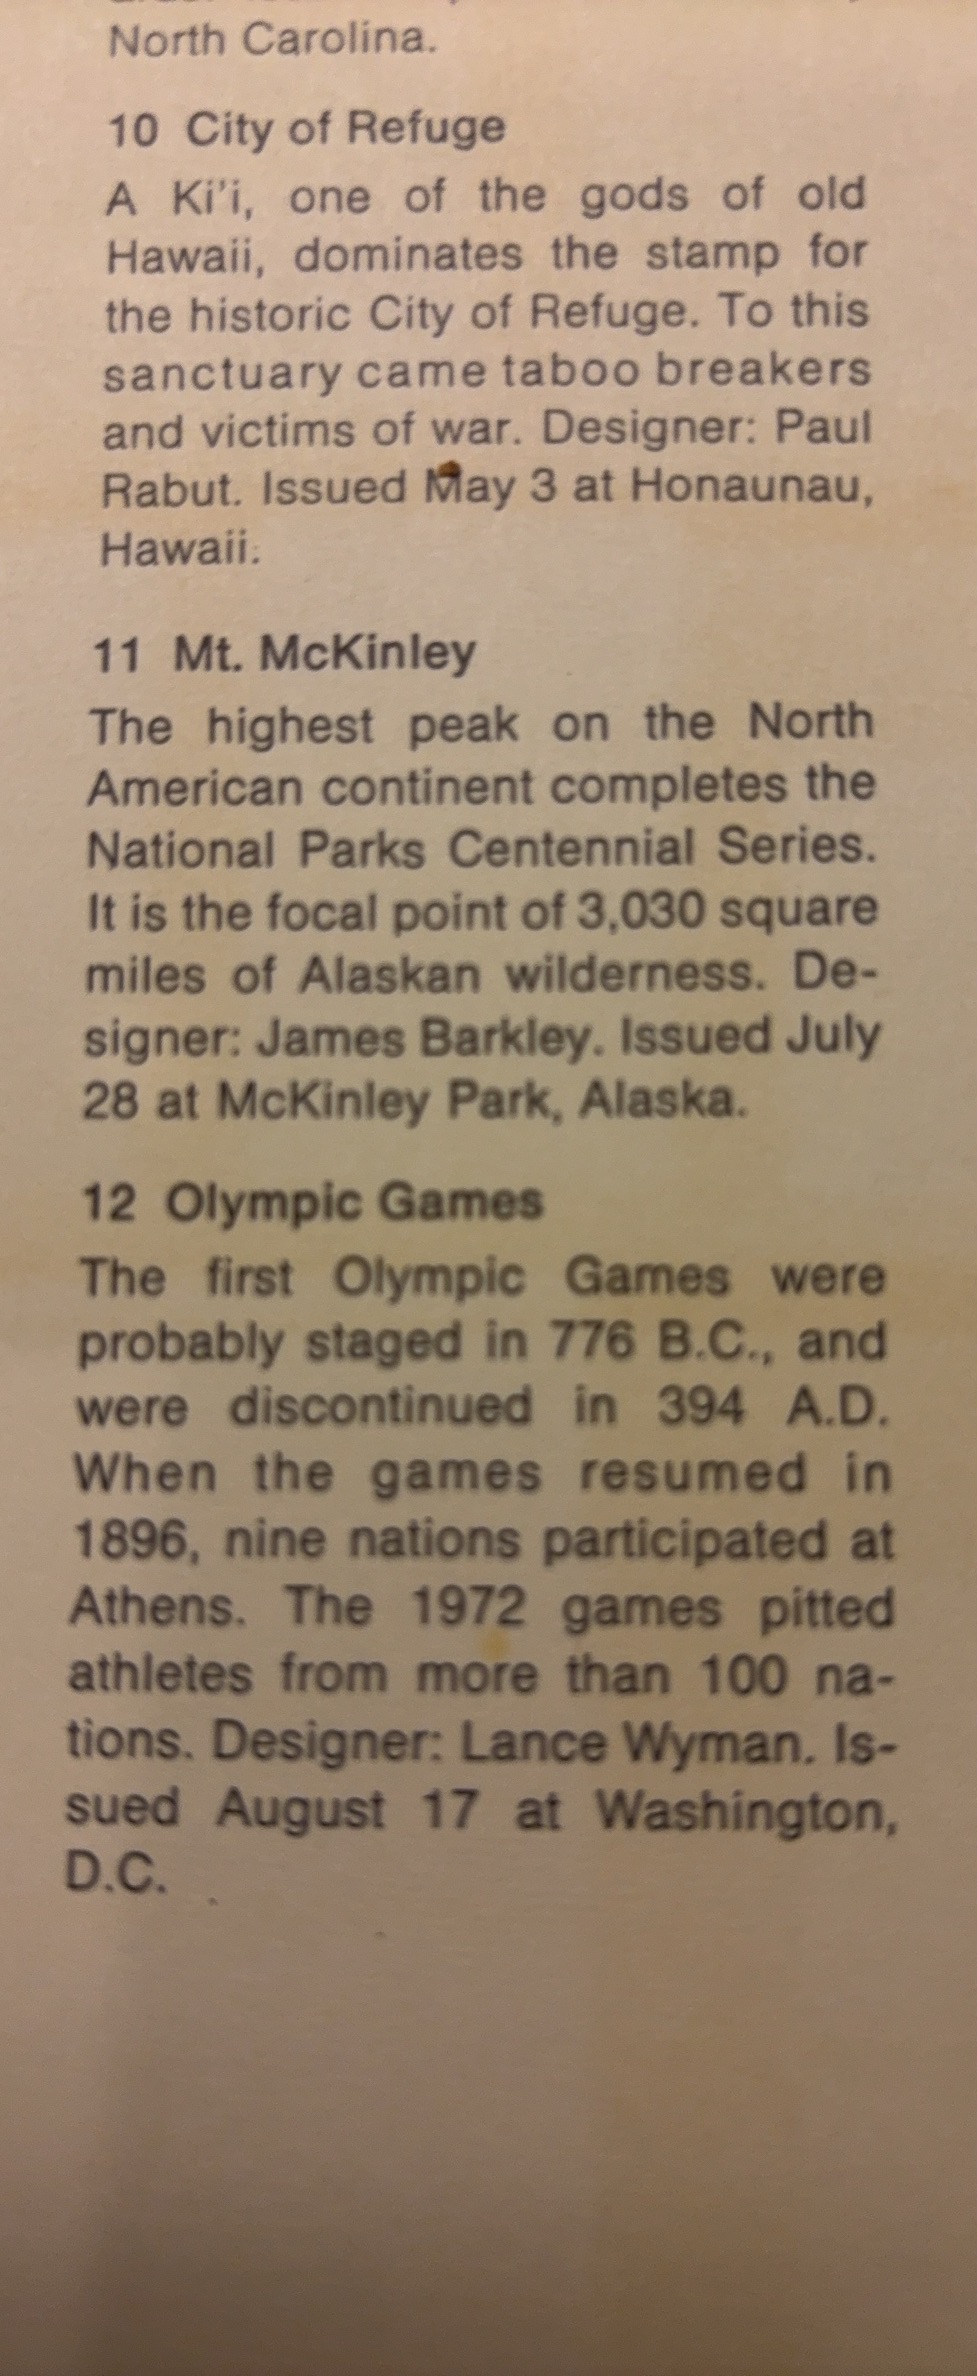 North Carolina.
10 City of Refuge
A Ki'i, one of the gods of old
Hawaii, dominates the stamp for
the historic City of Refuge. To this
sanctuary came taboo breakers
and victims of war. Designer: Paul
Rabut. Issued May 3 at Honaunau,
Hawaii.
11 Mt. McKinley
The highest peak on the North
American continent completes the
National Parks Centennial Series.
It is the focal point of 3,030 square
miles of Alaskan wilderness. De-
signer: James Barkley. Issued July
28 at McKinley Park, Alaska.
12 Olympic Games
The first Olympic Games were
probably staged in 776 B.C., and
were discontinued in 394 A.D.
When the games resumed in
1896, nine nations participated at
Athens. The 1972 games pitted
athletes from more than 100 na-
tions. Designer: Lance Wyman. Is-
sued August 17 at Washington,
D.C.